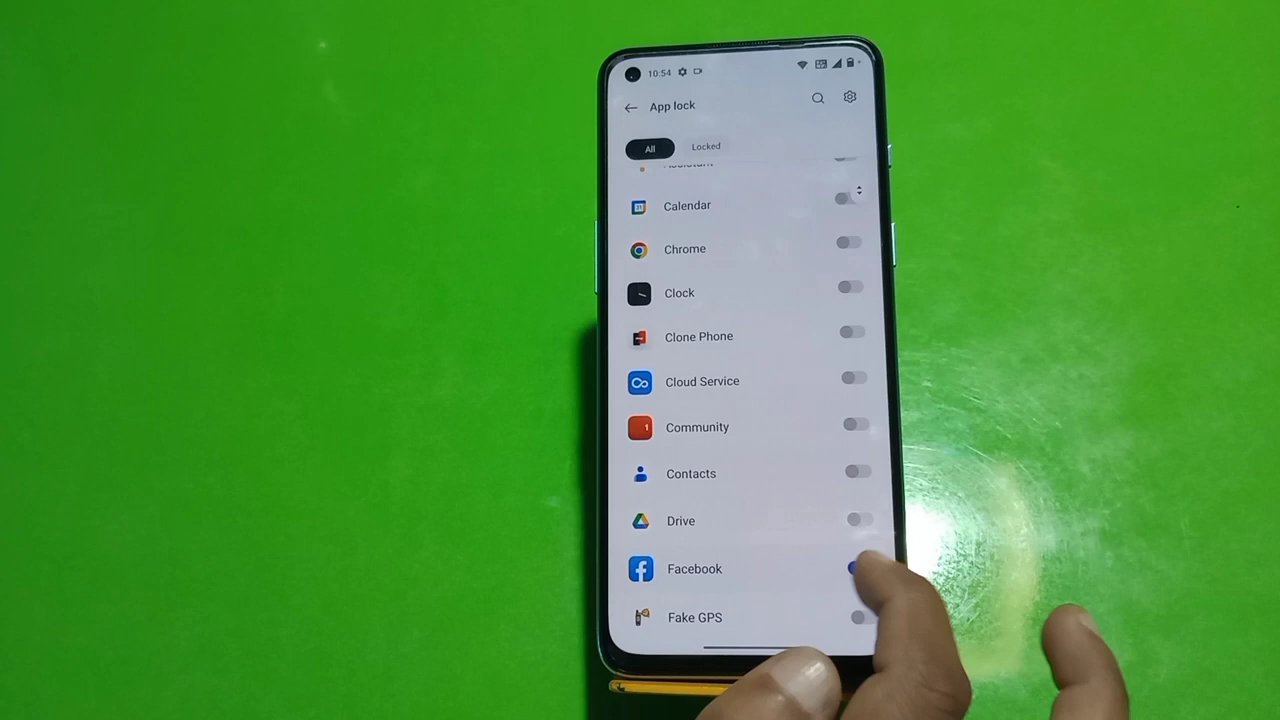 10:54
App lock
All Locked
Assistant
Calendar
Chrome
Clock
Clone Phone
Cloud Service
Community
Contacts
Drive
Facebook
Fake GPS